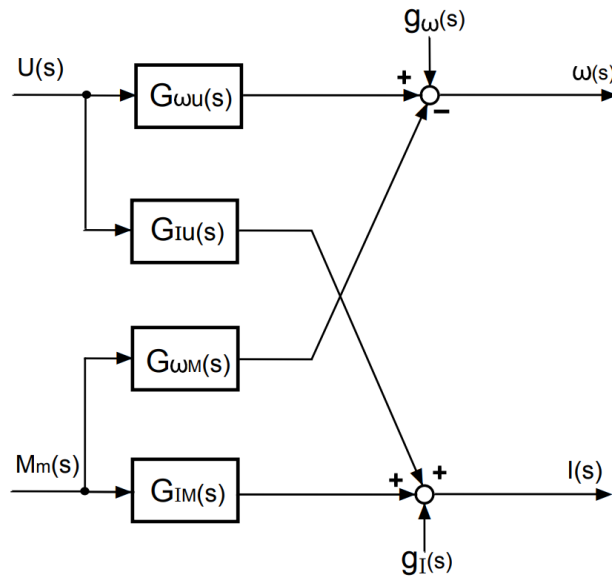 gω(s)
U(s)
ω(s)
Gωu(s)
+
−
GIu(s)
GωM(s)
Mm(s)
GIM(s)
+
+
I(s)
gI(s)